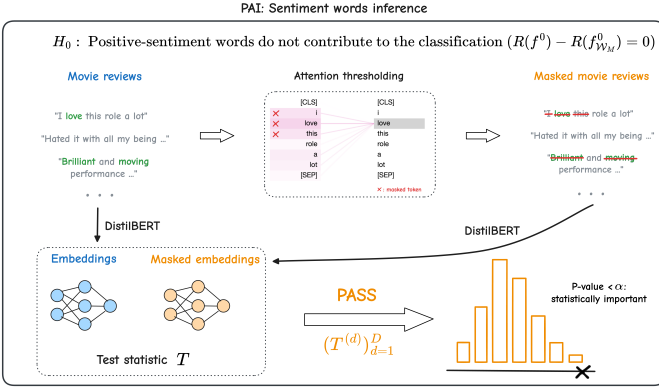 PAI: Sentiment words inference
H₀ : Positive-sentiment words do not contribute to the classification (R(f⁰) − R(f⁰_{𝒲_M}) = 0)
Movie reviews
"I love this role a lot"
"Hated it with all my being ..."
"Brilliant and moving
performance ..."
. . .
Attention thresholding
[CLS] [CLS]
× i i
× love love
× this this
role role
a a
lot lot
[SEP] [SEP]
×: masked token
Masked movie reviews
"I love this role a lot"
"Hated it with all my being ..."
"Brilliant and moving
performance ..."
. . .
DistilBERT
DistilBERT
Embeddings
Masked embeddings
Test statistic T
PASS
(T^{(d)})_{d=1}^{D}
P-value < α:
statistically important